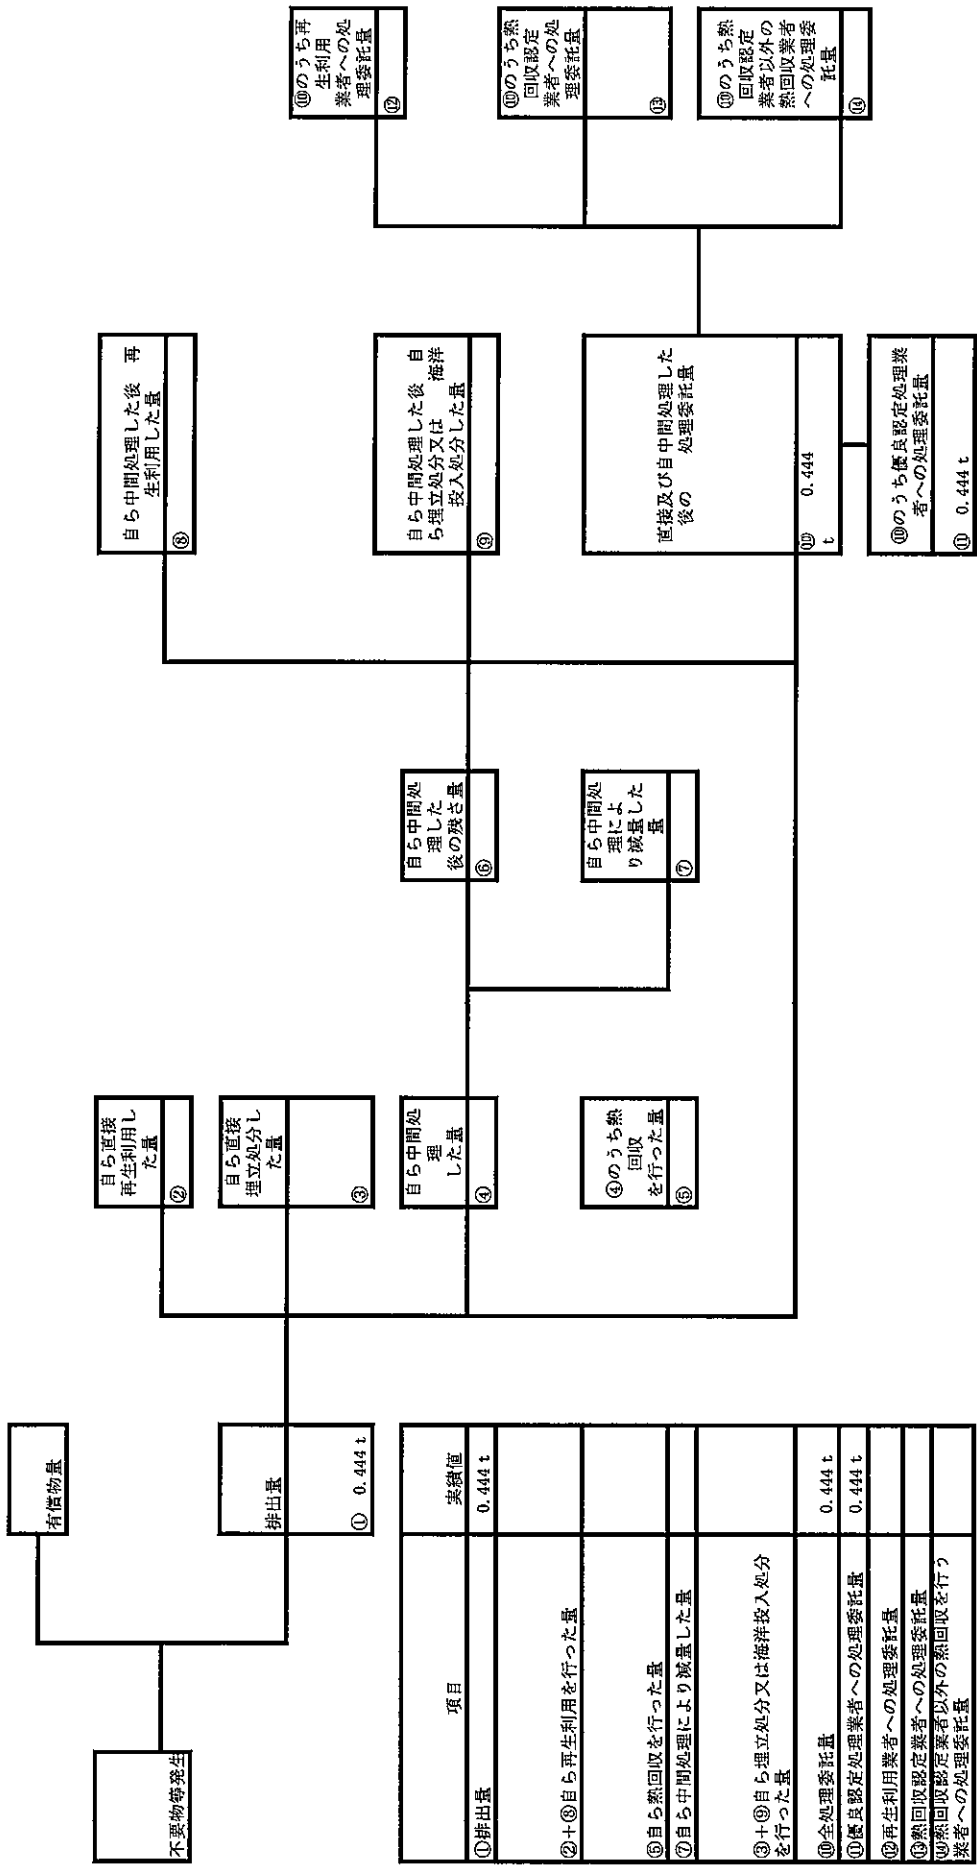 不要物等発生
有償物量
排出量
① 0.444 t
自ら直接
再生利用し
た量
②
自ら直接
埋立処分し
た量
③
自ら中間処
理
した量
④
④のうち熱
回収
を行った量
⑤
自ら中間処
理した
後の残さ量
⑥
自ら中間処
理によ
り減量した
量
⑦
自ら中間処理した後 再
生利用した量
⑧
自ら中間処理した後 自
ら埋立処分又は 海洋
投入処分した量
⑨
直接及び自中間処理した
後の 処理委託量
⑩ 0.444
t
⑩のうち優良認定処理業
者への処理委託量
⑪ 0.444 t
⑩のうち再
生利用
業者への処
理委託量
⑫
⑩のうち熱
回収認定
業者への処
理委託量
⑬
⑩のうち熱
回収認定
業者以外の
熱回収業者
への処理委
託量
⑭
項目 実績値
①排出量 0.444 t
②+⑧自ら再生利用を行った量
⑤自ら熱回収を行った量
⑦自ら中間処理により減量した量
③+⑨自ら埋立処分又は海洋投入処分
を行った量
⑩全処理委託量 0.444 t
⑪優良認定処理業者への処理委託量 0.444 t
⑫再生利用業者への処理委託量
⑬熱回収認定業者への処理委託量
⑭熱回収認定業者以外の熱回収を行う
業者への処理委託量